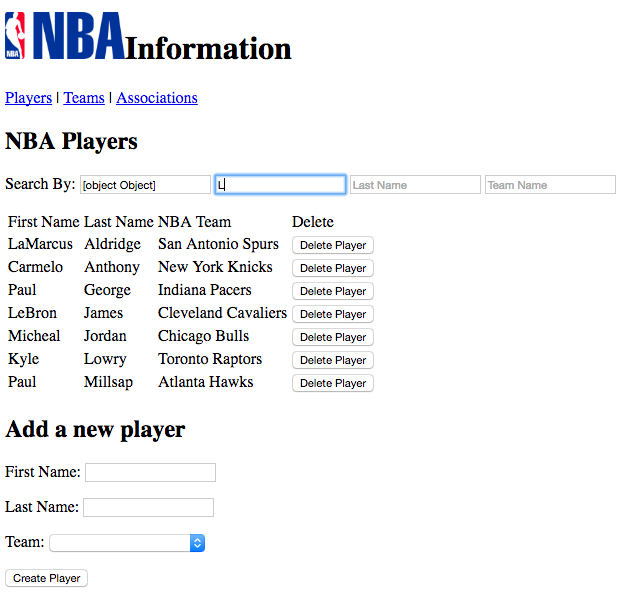 NBA NBAInformation
Players | Teams | Associations
NBA Players
Search By: [object Object] L Last Name Team Name
First Name Last Name NBA Team Delete
LaMarcus Aldridge San Antonio Spurs Delete Player
Carmelo Anthony New York Knicks Delete Player
Paul George Indiana Pacers Delete Player
LeBron James Cleveland Cavaliers Delete Player
Micheal Jordan Chicago Bulls Delete Player
Kyle Lowry Toronto Raptors Delete Player
Paul Millsap Atlanta Hawks Delete Player
Add a new player
First Name:
Last Name:
Team:
Create Player